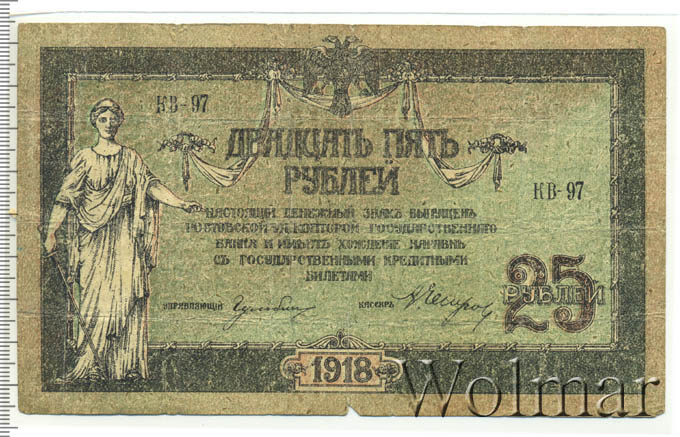 КВ-97
ДВАДЦАТЬ ПЯТЬ
РУБЛЕЙ
КВ-97
НАСТОЯЩІЙ ДЕНЕЖНЫЙ ЗНАКЪ ВЫПУЩЕНЪ
РОСТОВСКОЙ н/Д КОНТОРОЙ ГОСУДАРСТВЕННАГО
БАНКА И ИМѢЕТЪ ХОЖДЕНІЕ НАРАВНѢ
СЪ ГОСУДАРСТВЕННЫМИ КРЕДИТНЫМИ
БИЛЕТАМИ
25
РУБЛЕЙ
УПРАВЛЯЮЩІЙ
КАССИРЪ
1918
Wolmar